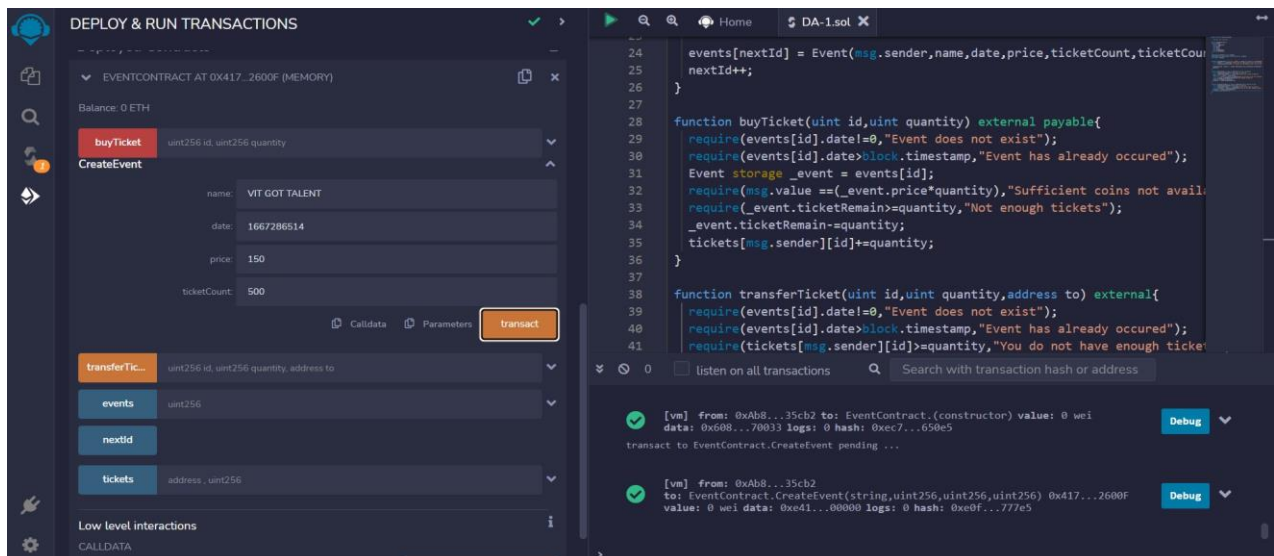 DEPLOY & RUN TRANSACTIONS
EVENTCONTRACT AT 0X417...2600F (MEMORY)
Balance: 0 ETH
buyTicket uint256 id, uint256 quantity
CreateEvent
name: VIT GOT TALENT
date: 1667286514
price: 150
ticketCount: 500
Calldata Parameters transact
transferTic... uint256 id, uint256 quantity, address to
events uint256
nextId
tickets address , uint256
Low level interactions
CALLDATA
Home DA-1.sol
24 events[nextId] = Event(msg.sender,name,date,price,ticketCount,ticketCou
25 nextId++;
26 }
27
28 function buyTicket(uint id,uint quantity) external payable{
29 require(events[id].date!=0,"Event does not exist");
30 require(events[id].date>block.timestamp,"Event has already occured");
31 Event storage _event = events[id];
32 require(msg.value ==(_event.price*quantity),"Sufficient coins not avail
33 require(_event.ticketRemain>=quantity,"Not enough tickets");
34 _event.ticketRemain-=quantity;
35 tickets[msg.sender][id]+=quantity;
36 }
37
38 function transferTicket(uint id,uint quantity,address to) external{
39 require(events[id].date!=0,"Event does not exist");
40 require(events[id].date>block.timestamp,"Event has already occured");
41 require(tickets[msg.sender][id]>=quantity,"You do not have enough ticket
0 listen on all transactions Search with transaction hash or address
[vm] from: 0xAb8...35cb2 to: EventContract.(constructor) value: 0 wei
data: 0x608...70033 logs: 0 hash: 0xec7...650e5
Debug
transact to EventContract.CreateEvent pending ...
[vm] from: 0xAb8...35cb2
to: EventContract.CreateEvent(string,uint256,uint256,uint256) 0x417...2600F
value: 0 wei data: 0xe41...00000 logs: 0 hash: 0xe0f...777e5
Debug